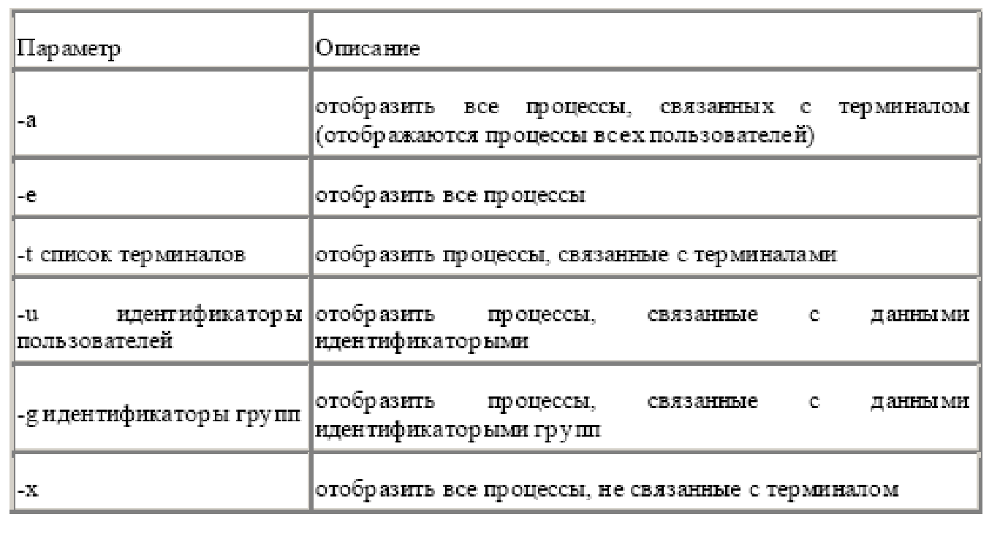 Параметр
Описание
-a
отобразить все процессы, связанных с терминалом
(отображаются процессы всех пользователей)
-e
отобразить все процессы
-t список терминалов
отобразить процессы, связанные с терминалами
-u идентификаторы
пользователей
отобразить процессы, связанные с данными
идентификаторыми
-g идентификаторы групп
отобразить процессы, связанные с данными
идентификаторыми групп
-x
отобразить все процессы, не связанные с терминалом